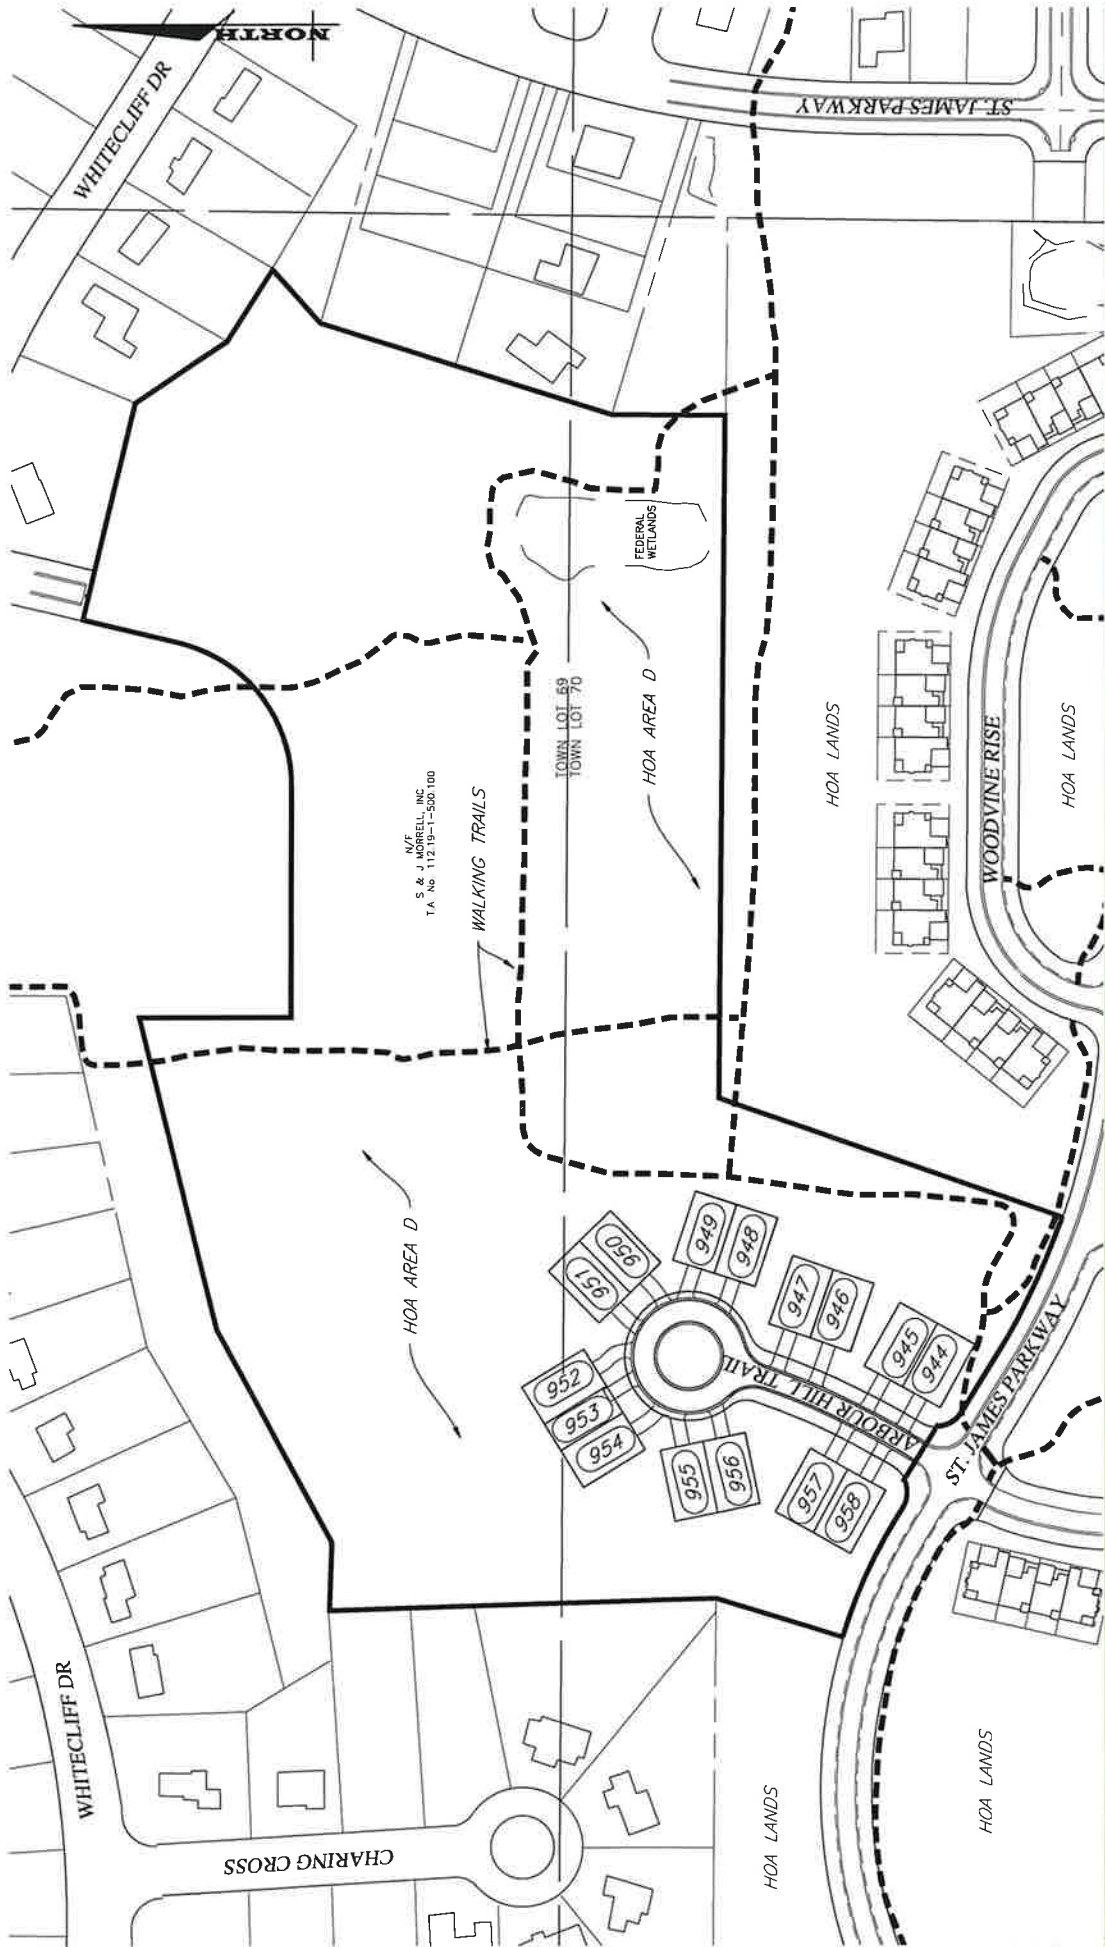 NORTH
WHITECLIFF DR
ST. JAMES PARKWAY
FEDERAL
WETLANDS
TOWN LOT 69
TOWN LOT 70
HOA AREA D
N/F
S & J MORRELL, INC
T.A. No. 112.19-1-500.100
WALKING TRAILS
HOA LANDS
WOODVINE RISE
HOA LANDS
HOA AREA D
949
948
950
951
947
946
945
944
952
953
954
955
956
957
958
ARBOUR HILL TRAIL
ST. JAMES PARKWAY
WHITECLIFF DR
CHARING CROSS
HOA LANDS
HOA LANDS